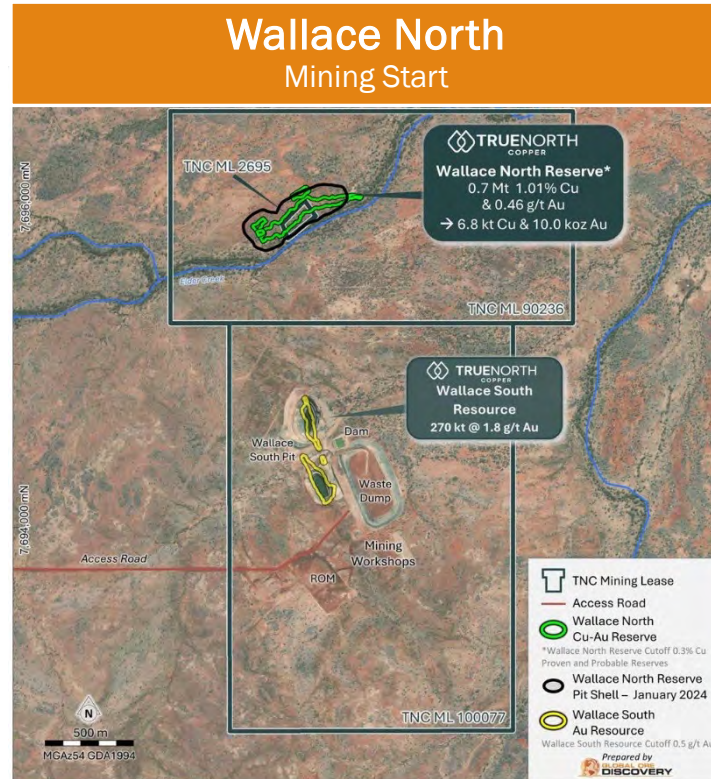 Wallace North
Mining Start
TNC ML 2695
TRUENORTH
COPPER
Wallace North Reserve*
0.7 Mt 1.01% Cu
& 0.46 g/t Au
→ 6.8 kt Cu & 10.0 koz Au
7,696,000 mN
TNC ML 90236
TRUENORTH
COPPER
Wallace South
Resource
270 kt @ 1.8 g/t Au
Wallace
South Pit
Dam
Waste
Dump
7,694,000 mN
Mining
Workshops
Access Road
ROM
TNC Mining Lease
Access Road
Wallace North
Cu-Au Reserve
*Wallace North Reserve Cutoff 0.3% Cu
Proven and Probable Reserves
Wallace North Reserve
Pit Shell – January 2024
Wallace South
Au Resource
Wallace South Resource Cutoff 0.5 g/t Au
TNC ML 100077
N
500 m
MGAz54 GDA1994
Prepared by
GLOBAL ORE
DISCOVERY